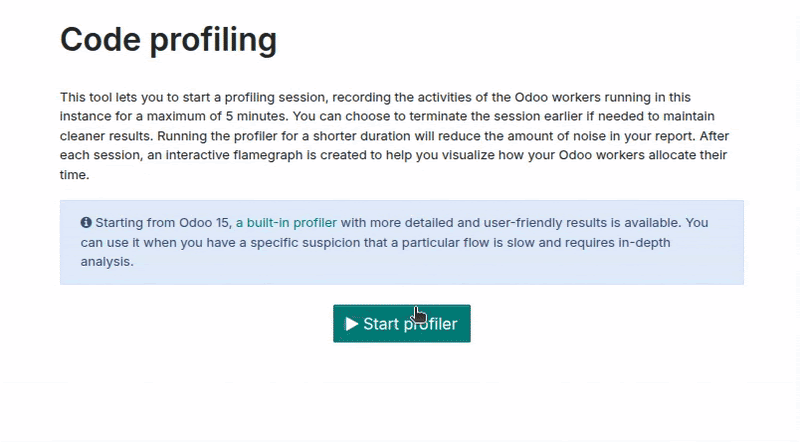 Code profiling
This tool lets you to start a profiling session, recording the activities of the Odoo workers running in this
instance for a maximum of 5 minutes. You can choose to terminate the session earlier if needed to maintain
cleaner results. Running the profiler for a shorter duration will reduce the amount of noise in your report. After
each session, an interactive flamegraph is created to help you visualize how your Odoo workers allocate their
time.
Starting from Odoo 15, a built-in profiler with more detailed and user-friendly results is available. You
can use it when you have a specific suspicion that a particular flow is slow and requires in-depth
analysis.
Start profiler